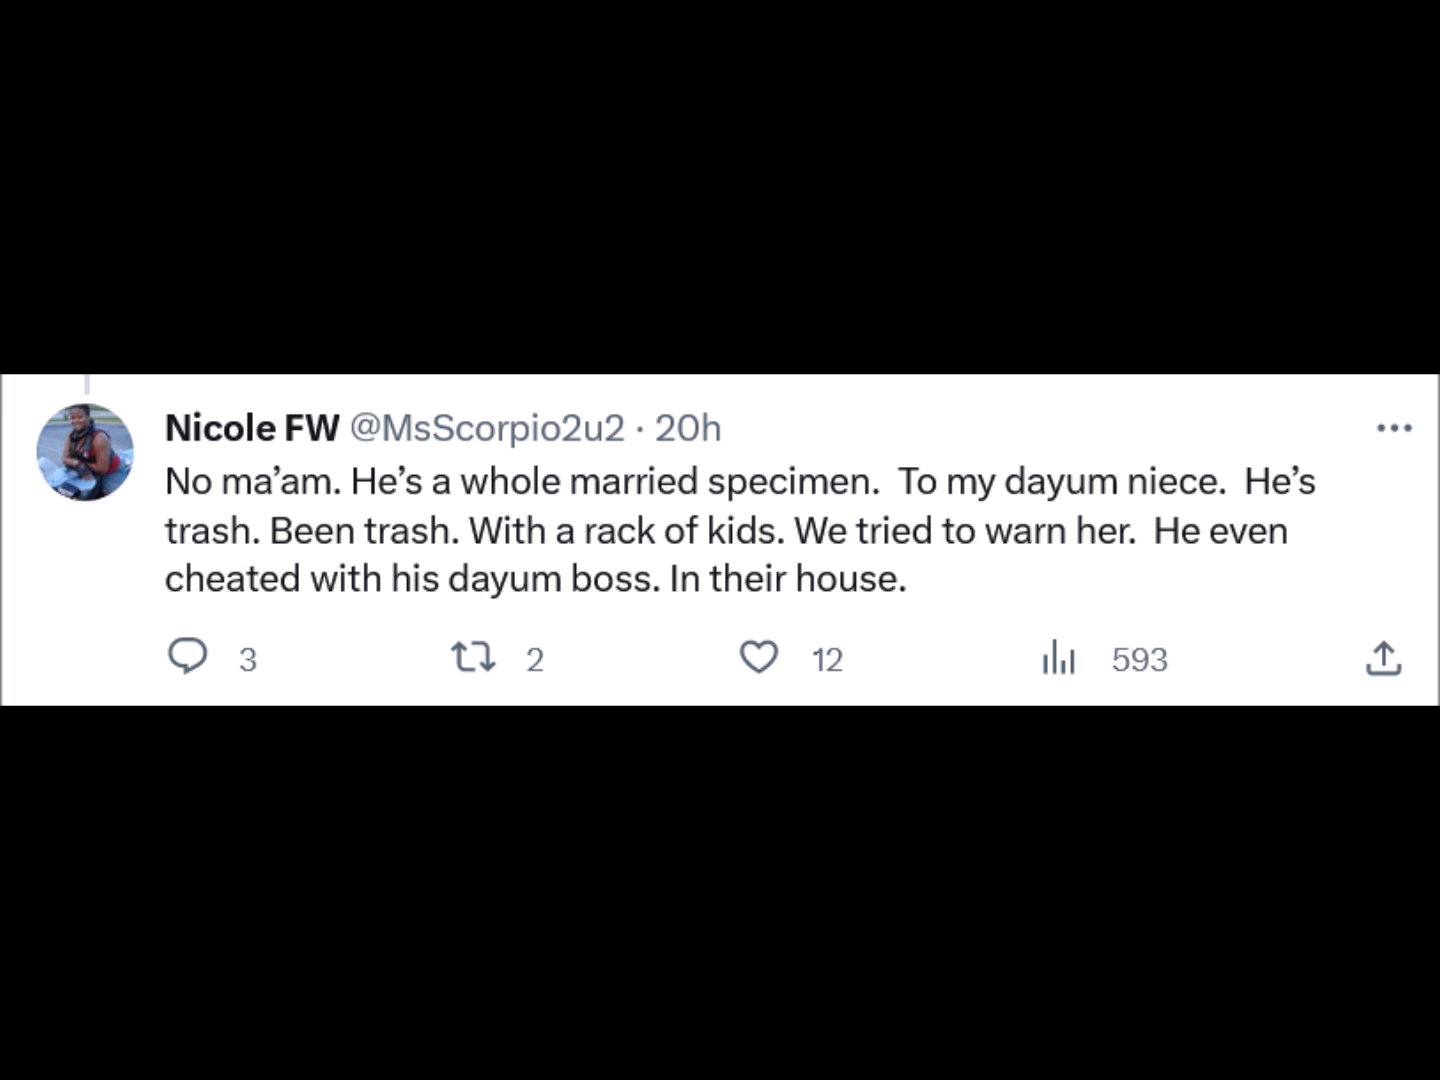 Nicole FW @MsScorpio2u2 · 20h
No ma’am. He’s a whole married specimen.  To my dayum niece.  He’s
trash. Been trash. With a rack of kids. We tried to warn her.  He even
cheated with his dayum boss. In their house.
3 2 12 593